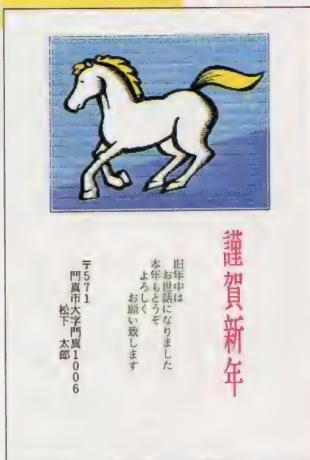 謹賀新年
旧年中は
お世話になりました
本年もどうぞ
よろしく
お願い致します
〒571
門真市大字門真1006
松下 太郎